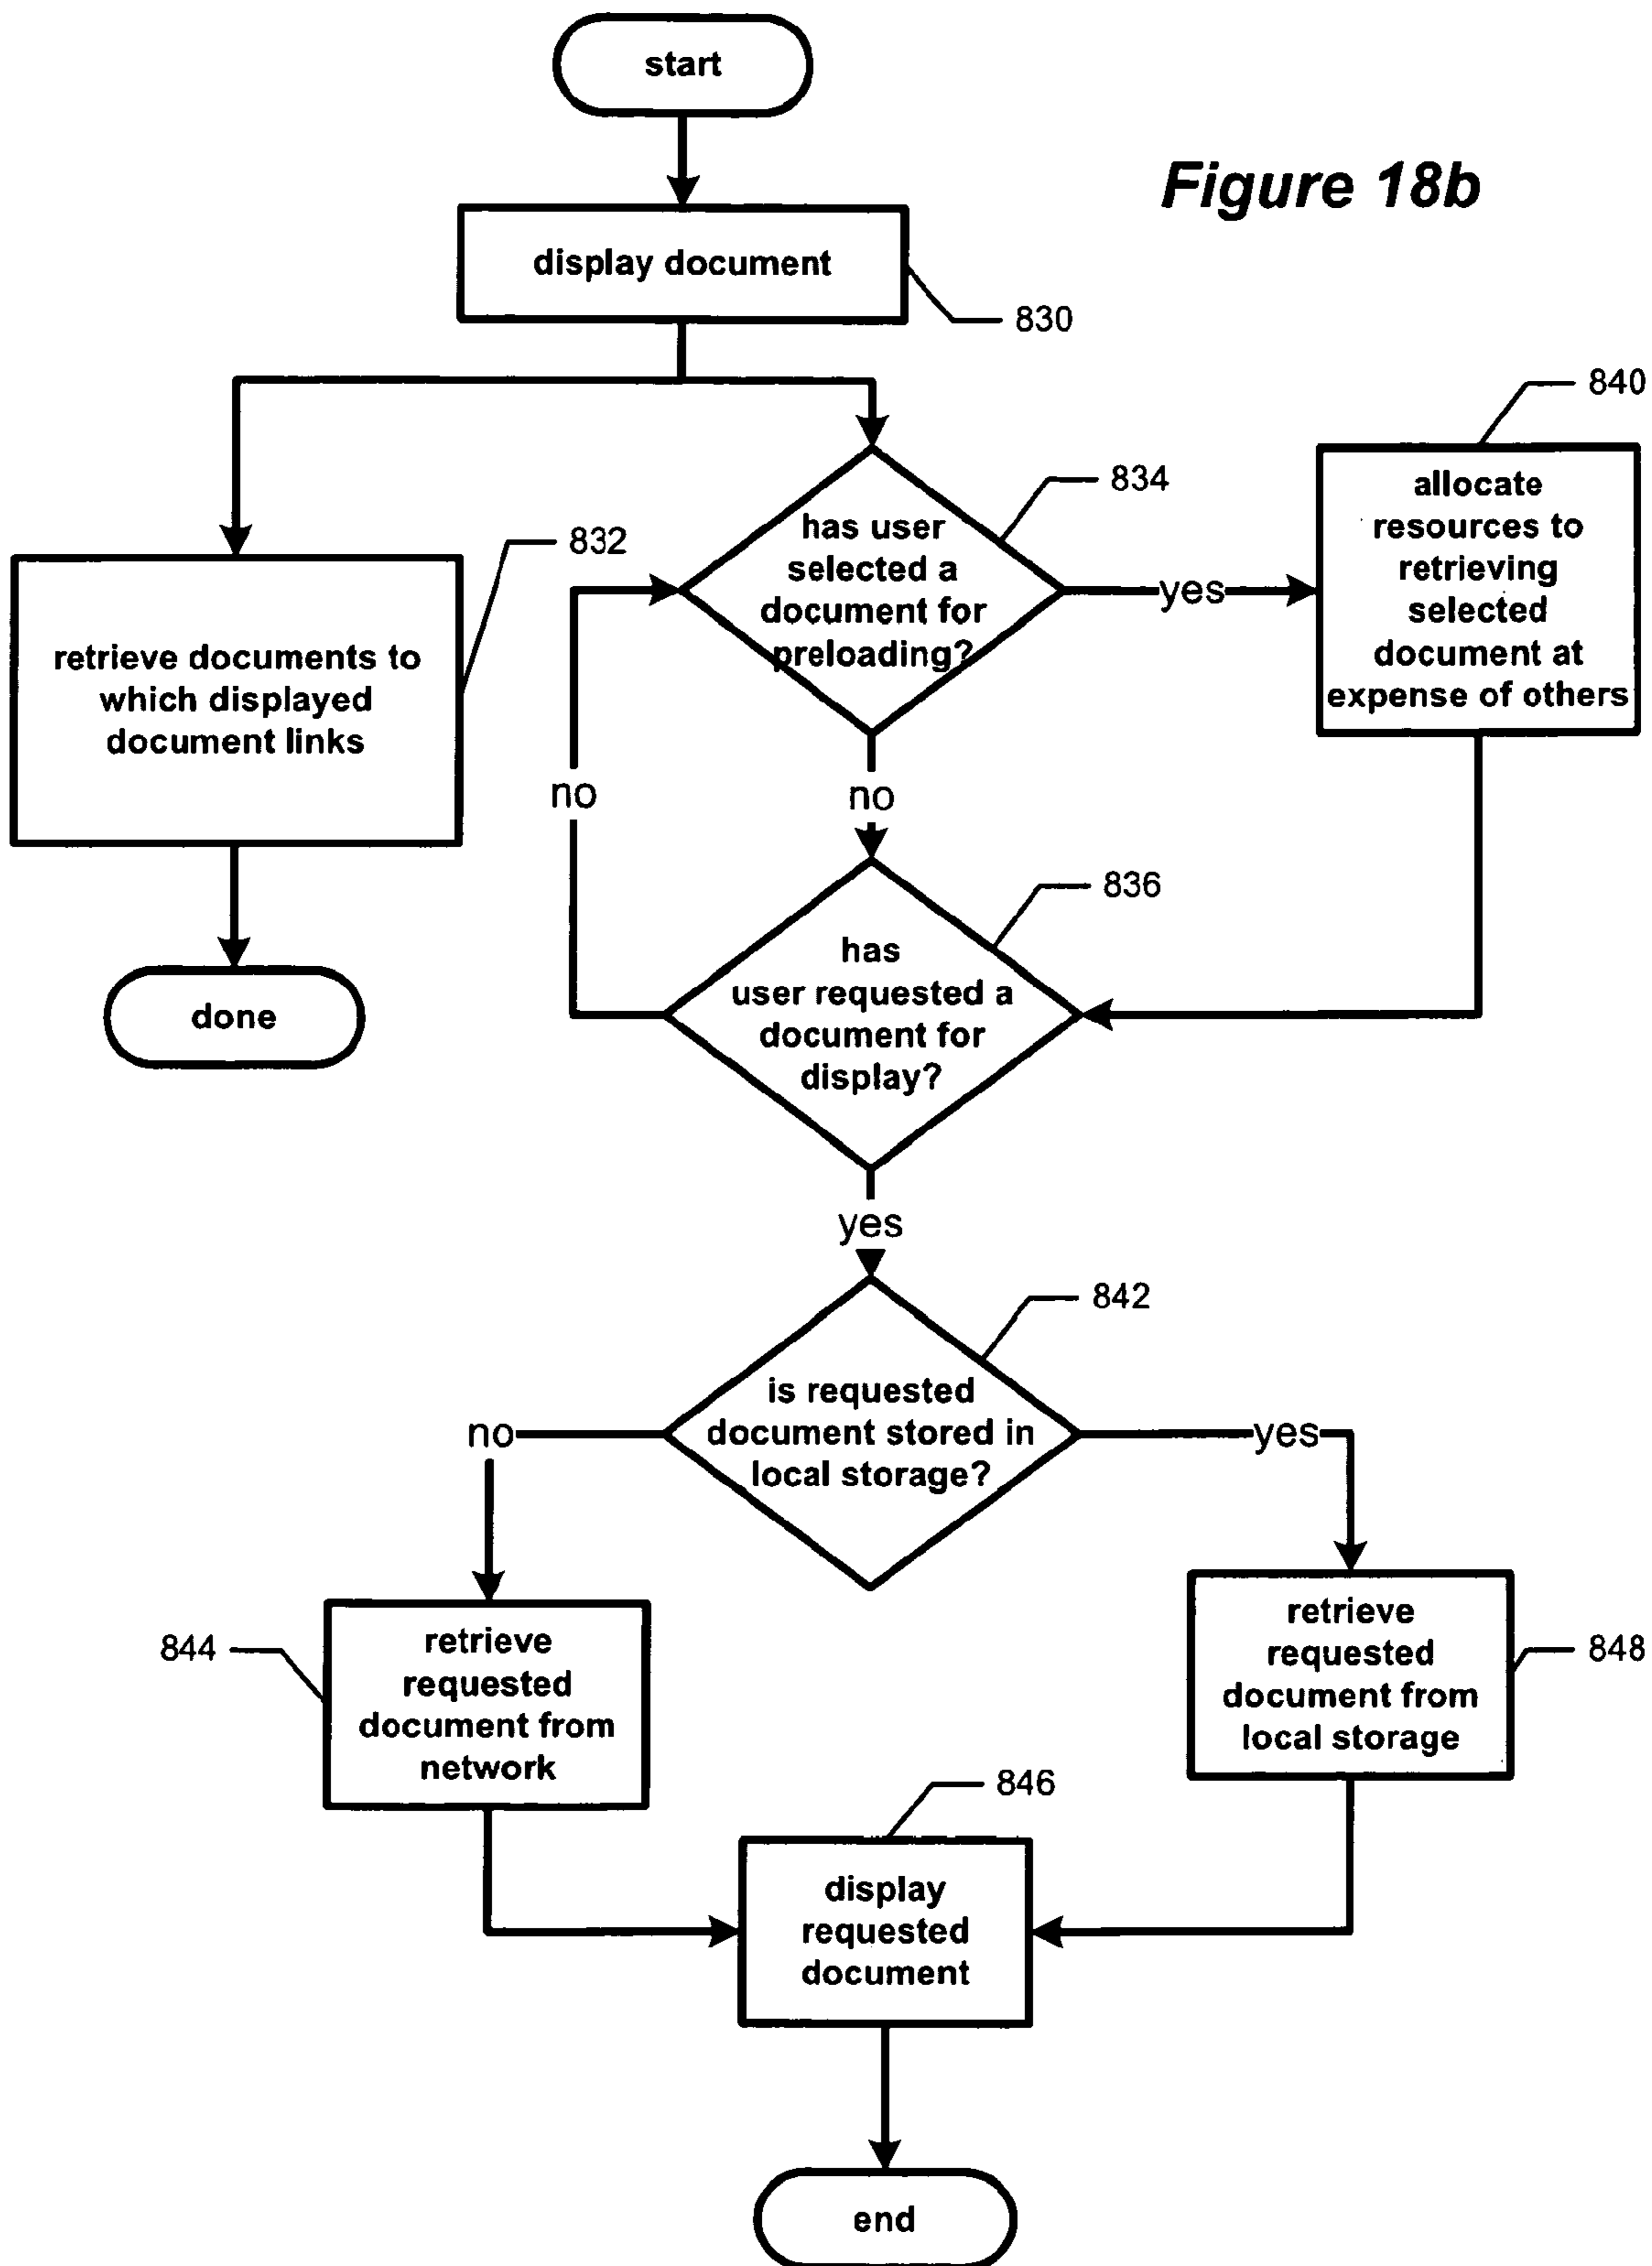 start
Figure 18b
display document
830
840
834
has user
selected a
document for
preloading?
yes
allocate
resources to
retrieving
selected
document at
expense of others
832
retrieve documents to
which displayed
document links
no
no
836
has
user requested a
document for
display?
done
yes
842
is requested
document stored in
local storage?
no
yes
844
retrieve
requested
document from
network
retrieve
requested
document from
local storage
848
846
display
requested
document
end